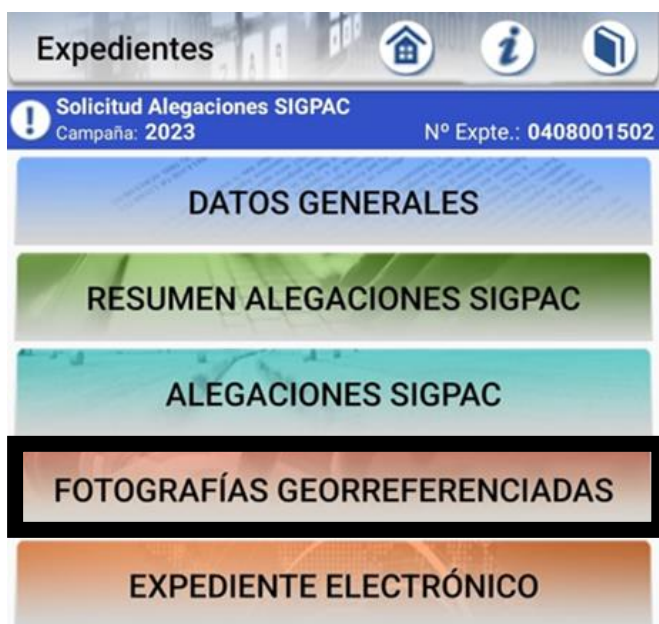 Expedientes
Solicitud Alegaciones SIGPAC
Campaña: 2023 Nº Expte.: 0408001502
DATOS GENERALES
RESUMEN ALEGACIONES SIGPAC
ALEGACIONES SIGPAC
FOTOGRAFÍAS GEORREFERENCIADAS
EXPEDIENTE ELECTRÓNICO